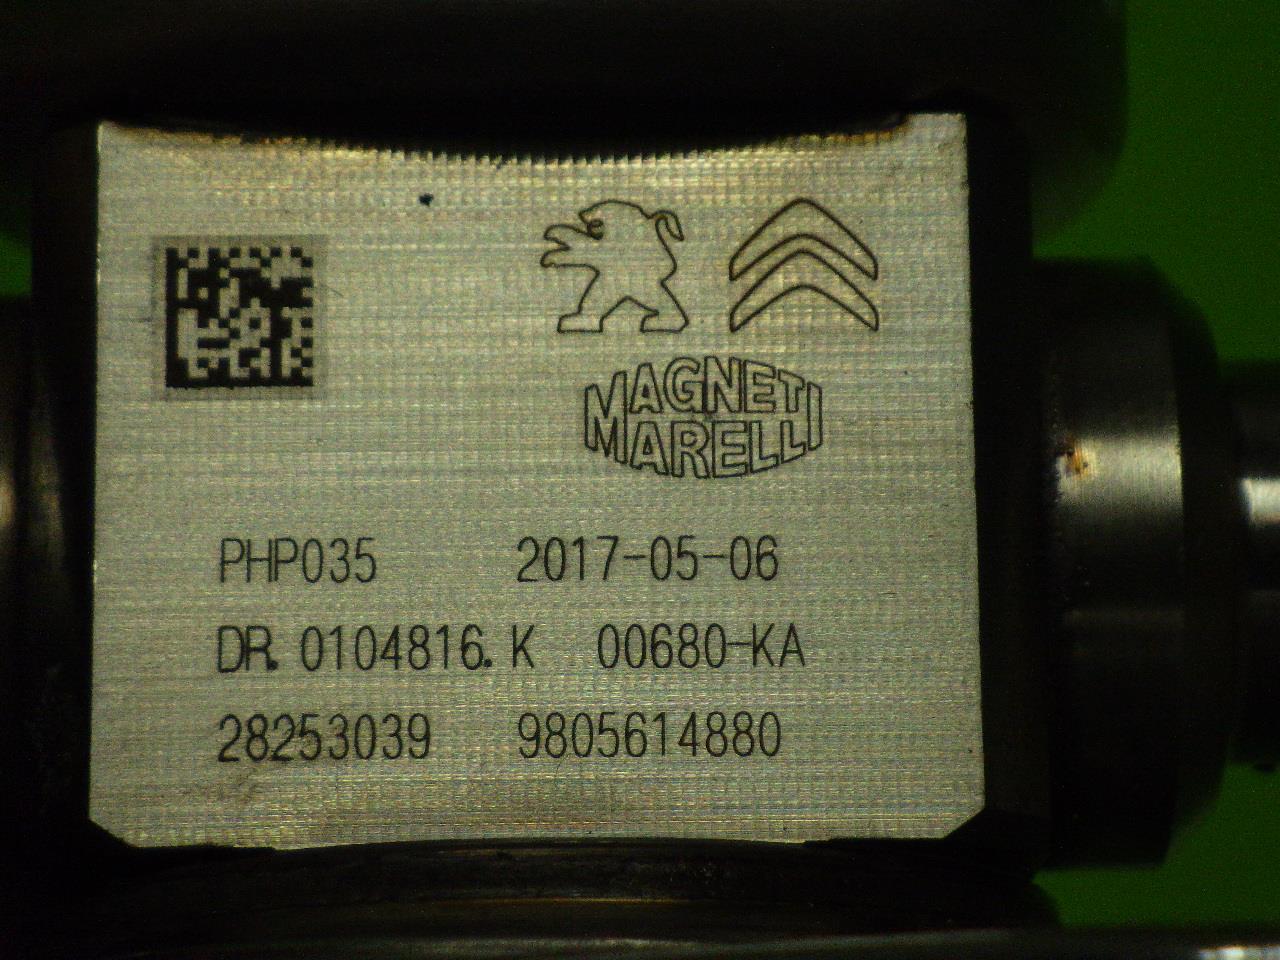 MAGNETI
MARELLI
PHP035 2017-05-06
DR. 0104816. K 00680-KA
28253039 9805614880